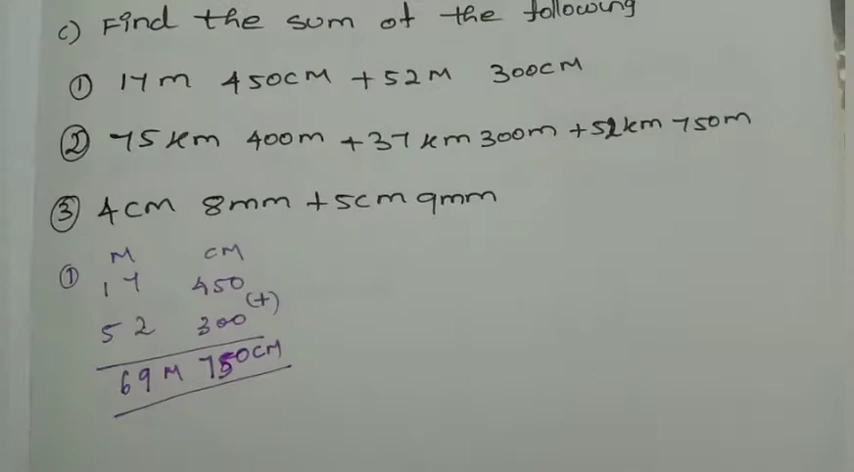 c) Find the sum of the following
① 17m 450cm + 52m 300cm
② 75km 400m + 37km 300m + 52km 750m
③ 4cm 8mm + 5cm 9mm
① M CM
17 450
52 300 (+)
69M 750CM